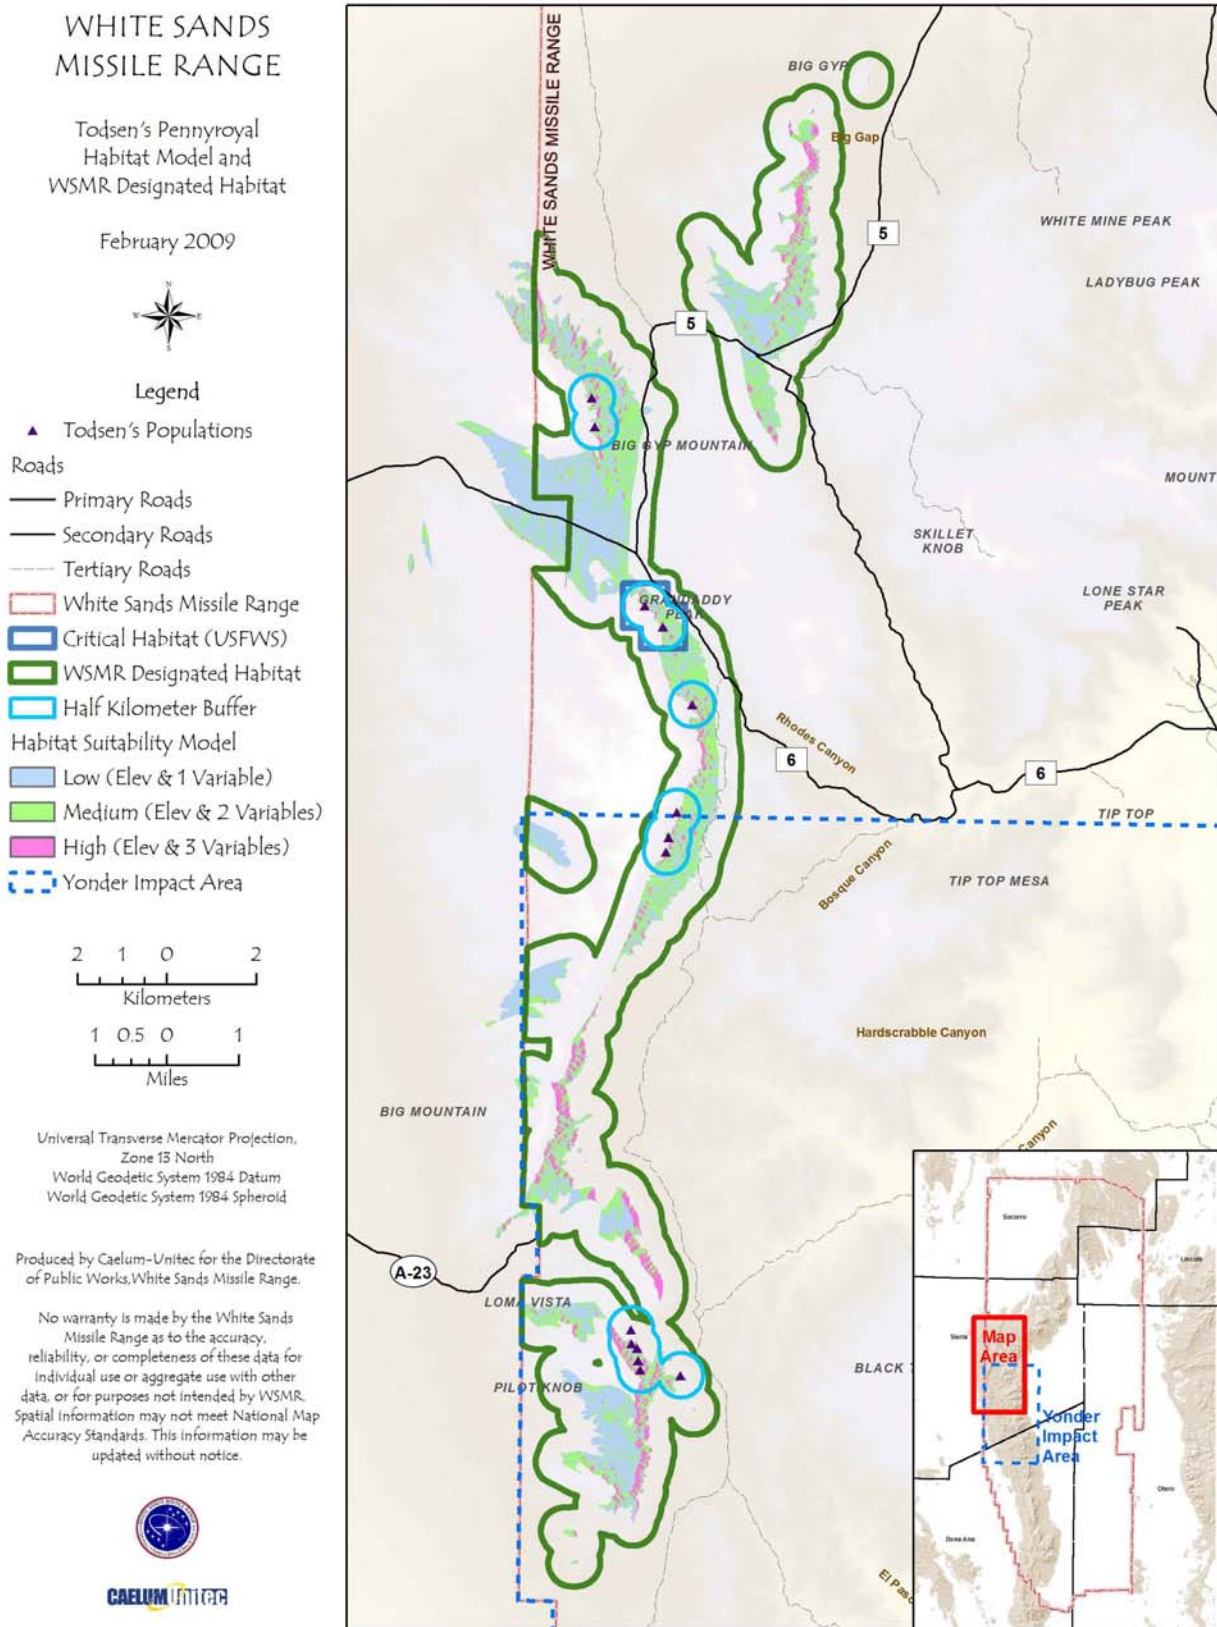 WHITE SANDS
MISSILE RANGE
Todsen's Pennyroyal
Habitat Model and
WSMR Designated Habitat
February 2009
N
W
E
S
Legend
Todsen's Populations
Roads
Primary Roads
Secondary Roads
Tertiary Roads
White Sands Missile Range
Critical Habitat (USFWS)
WSMR Designated Habitat
Half Kilometer Buffer
Habitat Suitability Model
Low (Elev & 1 Variable)
Medium (Elev & 2 Variables)
High (Elev & 3 Variables)
Yonder Impact Area
2 1 0 2
Kilometers
1 0.5 0 1
Miles
Universal Transverse Mercator Projection,
Zone 13 North
World Geodetic System 1984 Datum
World Geodetic System 1984 Spheroid
Produced by Caelum-Unitec for the Directorate
of Public Works,White Sands Missile Range.
No warranty is made by the White Sands
Missile Range as to the accuracy,
reliability, or completeness of these data for
individual use or aggregate use with other
data, or for purposes not intended by WSMR.
Spatial information may not meet National Map
Accuracy Standards. This information may be
updated without notice.
CAELUMUnitec
WHITE SANDS MISSILE RANGE
BIG GYP
Big Gap
5
WHITE MINE PEAK
LADYBUG PEAK
5
BIG GYP MOUNTAIN
MOUNT
SKILLET
KNOB
LONE STAR
PEAK
GRANDADDY
PEAK
Rhodes Canyon
6
6
TIP TOP
Bosque Canyon
TIP TOP MESA
Hardscrabble Canyon
BIG MOUNTAIN
Canyon
A-23
LOMA VISTA
PILOT KNOB
BLACK
El Paso
Socorro
Lincoln
Sierra
Map
Area
Yonder
Impact
Area
Otero
Dona Ana